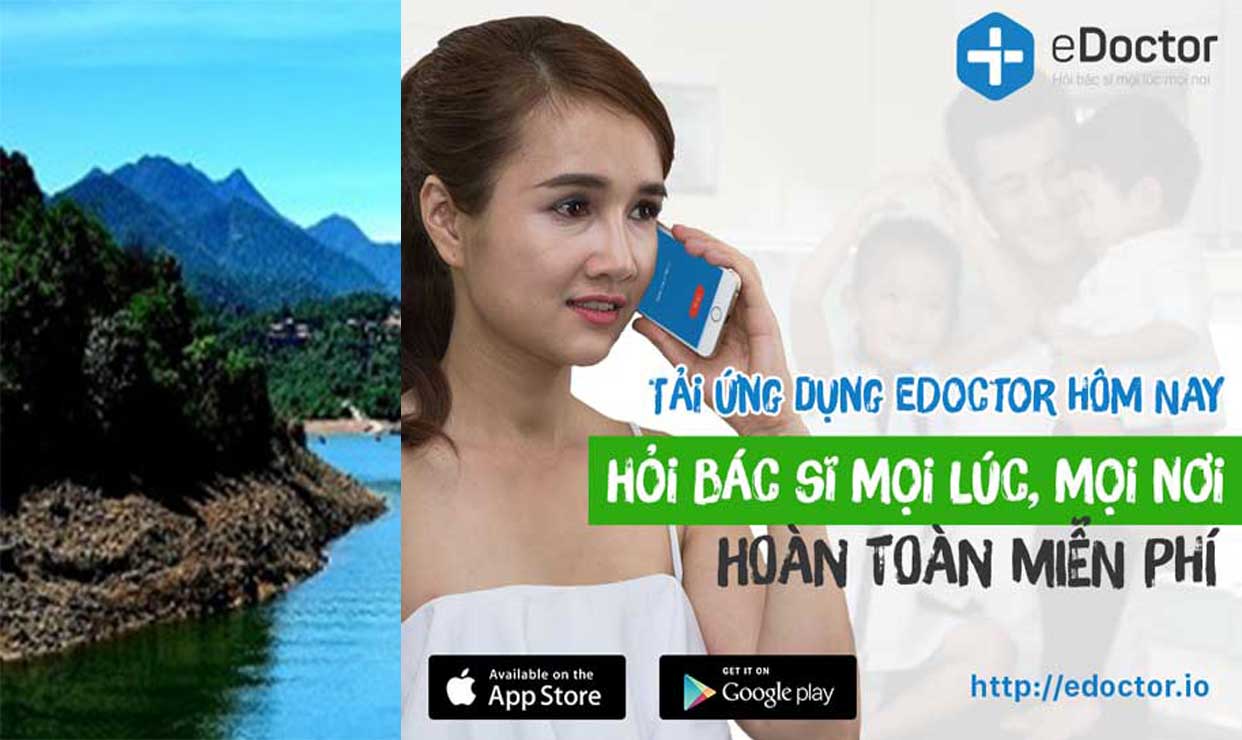 eDoctor
Hỏi bác sĩ mọi lúc mọi nơi
TẢI ỨNG DỤNG EDOCTOR HÔM NAY
HỎI BÁC SĨ MỌI LÚC, MỌI NƠI
HOÀN TOÀN MIỄN PHÍ
Available on the
App Store
GET IT ON
Google play
http://edoctor.io